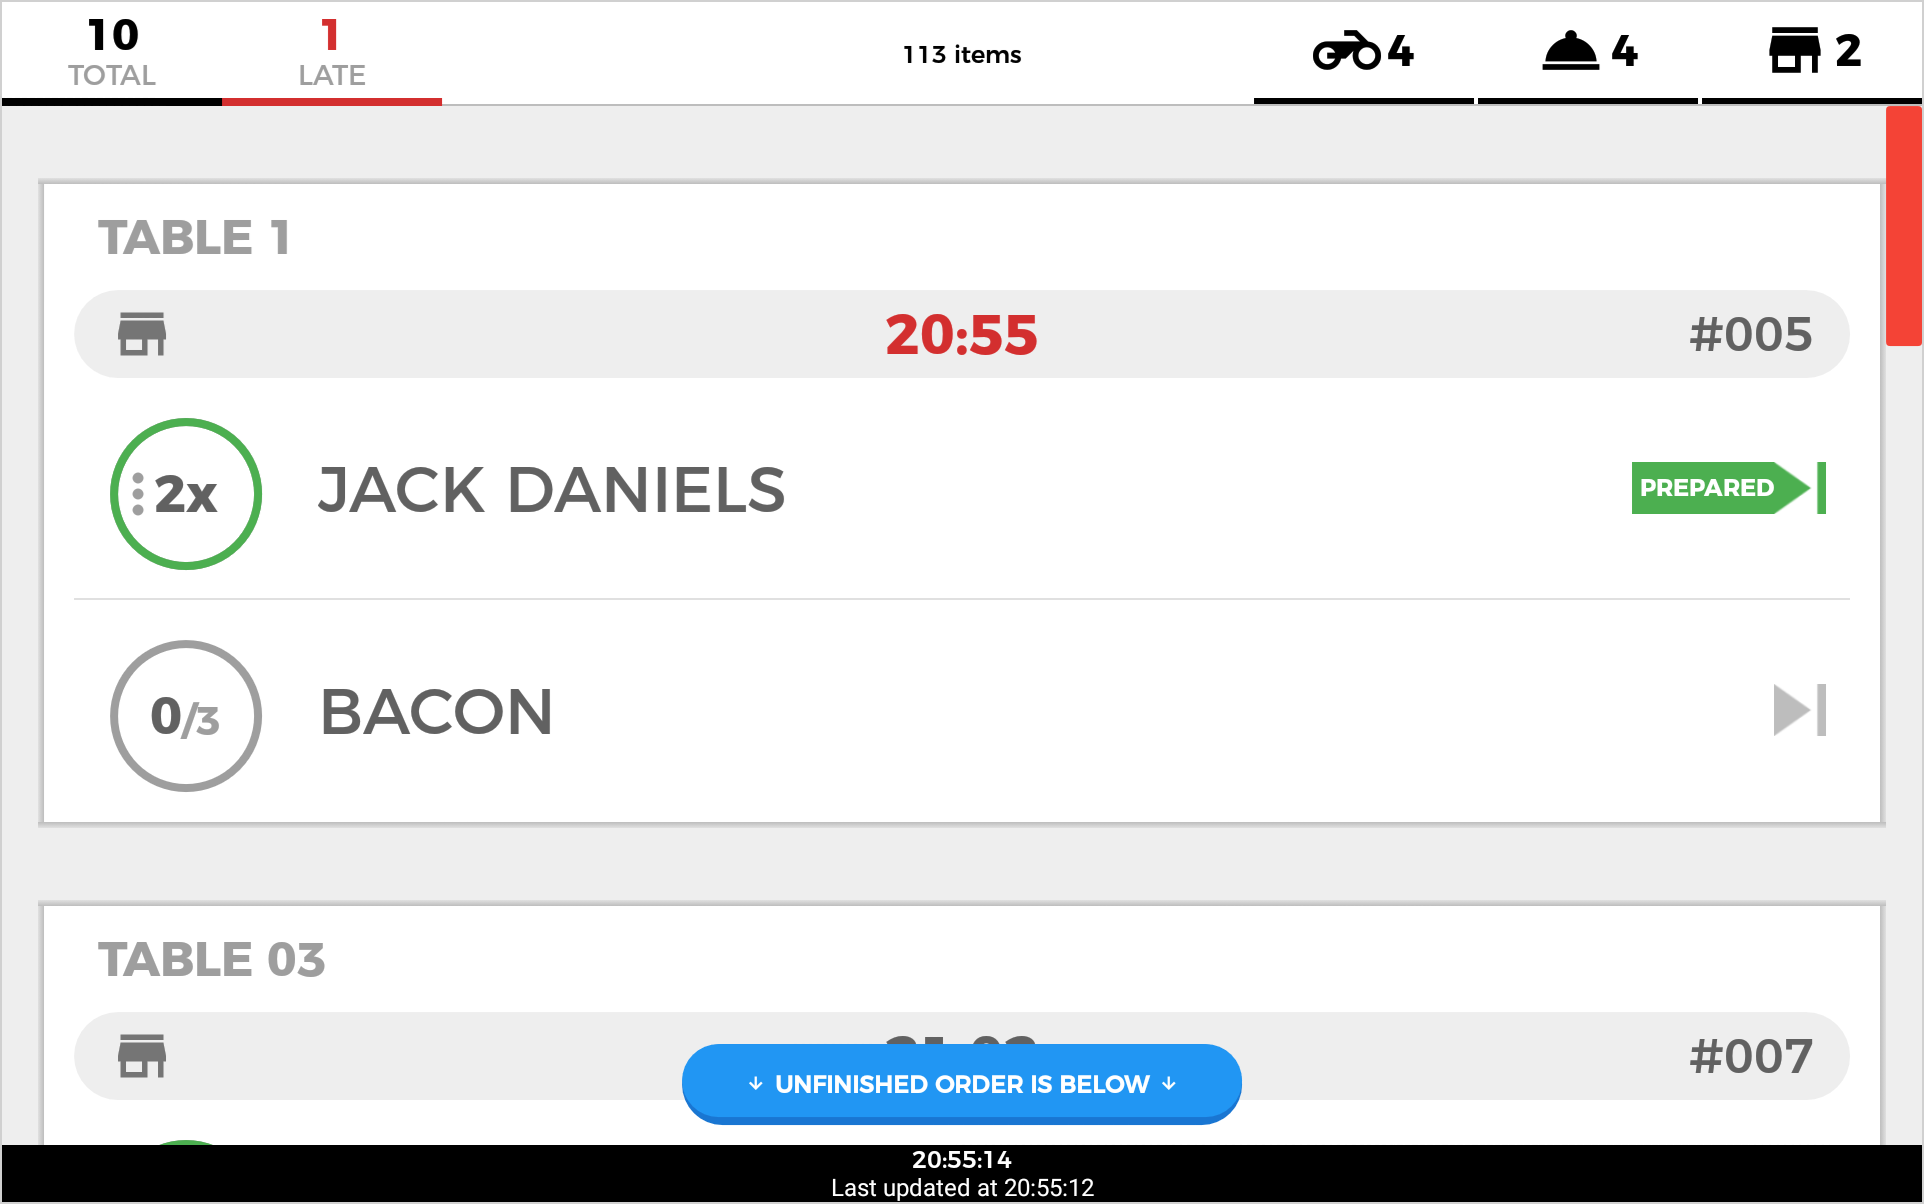 10
TOTAL
1
LATE
113 items
4
4
2
TABLE 1
20:55
#005
2x
JACK DANIELS
PREPARED
0/3
BACON
TABLE 03
#007
↓ UNFINISHED ORDER IS BELOW ↓
20:55:14
Last updated at 20:55:12